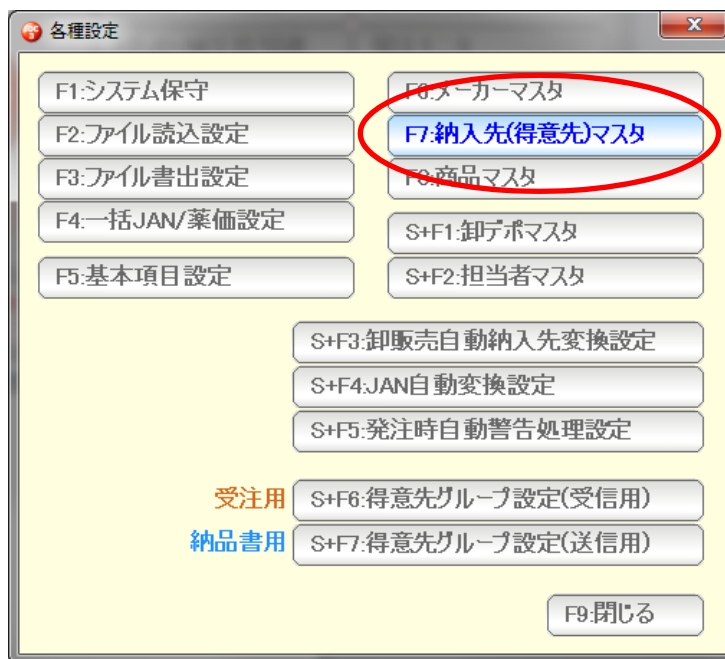 各種設定
F1:システム保守
F6:メーカーマスタ
F2:ファイル読込設定
F7:納入先(得意先)マスタ
F3:ファイル書出設定
F8:商品マスタ
F4:一括JAN/薬価設定
S+F1:卸デポマスタ
F5:基本項目設定
S+F2:担当者マスタ
S+F3:卸販売自動納入先変換設定
S+F4:JAN自動変換設定
S+F5:発注時自動警告処理設定
受注用 S+F6:得意先グループ設定(受信用)
納品書用 S+F7:得意先グループ設定(送信用)
F9:閉じる